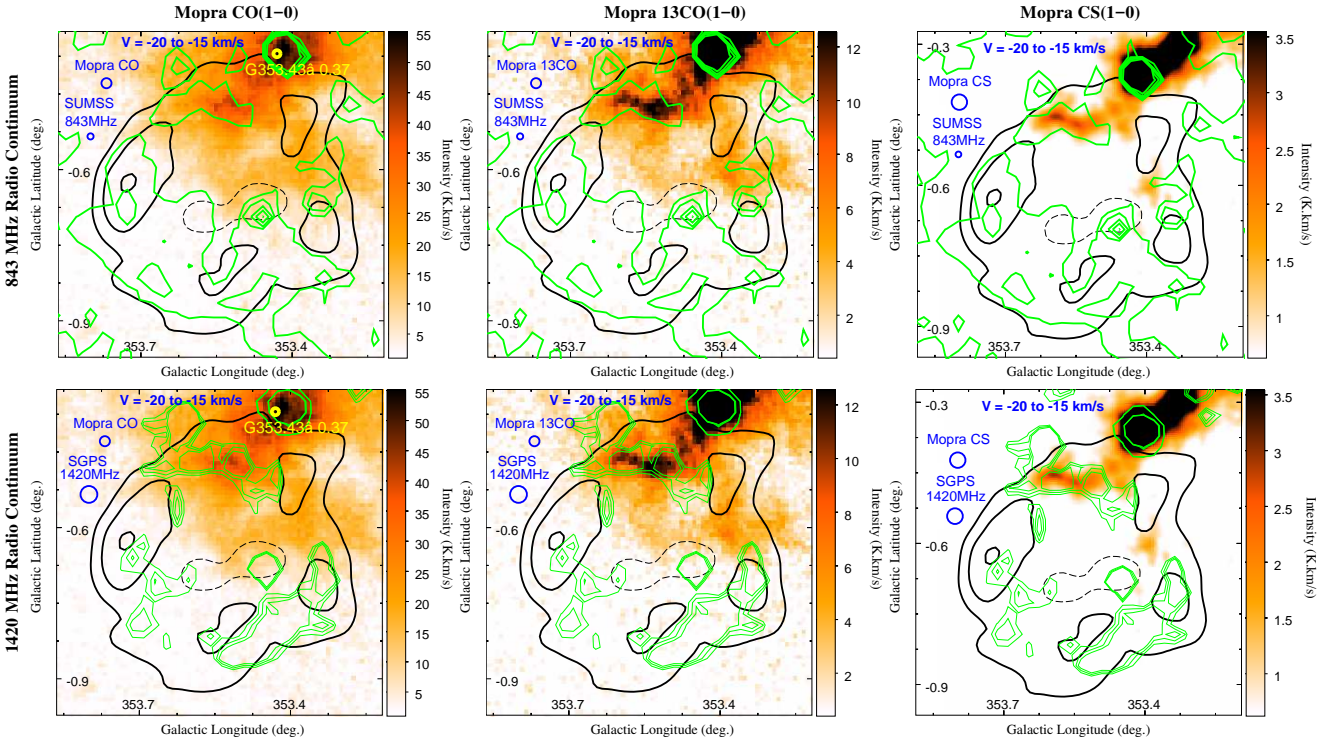 Mopra CO(1−0)
Mopra 13CO(1−0)
Mopra CS(1−0)
843 MHz Radio Continuum
V = -20 to -15 km/s
Mopra CO
SUMSS
843MHz
G353.43â 0.37
-0.6
-0.9
353.7
353.4
Galactic Latitude (deg.)
Galactic Longitude (deg.)
55
50
45
40
35
30
25
20
15
10
5
Intensity (K.km/s)
V = -20 to -15 km/s
Mopra 13CO
SUMSS
843MHz
-0.6
-0.9
353.7
353.4
Galactic Latitude (deg.)
Galactic Longitude (deg.)
12
10
8
6
4
2
Intensity (K.km/s)
V = -20 to -15 km/s
Mopra CS
SUMSS
843MHz
-0.3
-0.6
-0.9
353.7
353.4
Galactic Latitude (deg.)
Galactic Longitude (deg.)
3.5
3
2.5
2
1.5
1
Intensity (K.km/s)
1420 MHz Radio Continuum
V = -20 to -15 km/s
Mopra CO
SGPS
1420MHz
G353.43â 0.37
-0.6
-0.9
353.7
353.4
Galactic Latitude (deg.)
Galactic Longitude (deg.)
55
50
45
40
35
30
25
20
15
10
5
Intensity (K.km/s)
V = -20 to -15 km/s
Mopra 13CO
SGPS
1420MHz
-0.6
-0.9
353.7
353.4
Galactic Latitude (deg.)
Galactic Longitude (deg.)
12
10
8
6
4
2
Intensity (K.km/s)
V = -20 to -15 km/s
Mopra CS
SGPS
1420MHz
-0.3
-0.6
-0.9
353.7
353.4
Galactic Latitude (deg.)
Galactic Longitude (deg.)
3.5
3
2.5
2
1.5
1
Intensity (K.km/s)